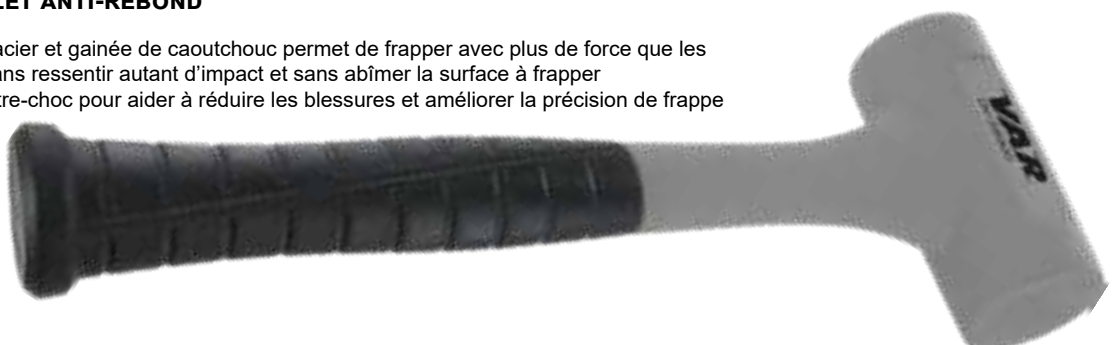 LET ANTI-REBOND
acier et gainée de caoutchouc permet de frapper avec plus de force que les
ans ressentir autant d’impact et sans abîmer la surface à frapper
tre-choc pour aider à réduire les blessures et améliorer la précision de frappe
VAR